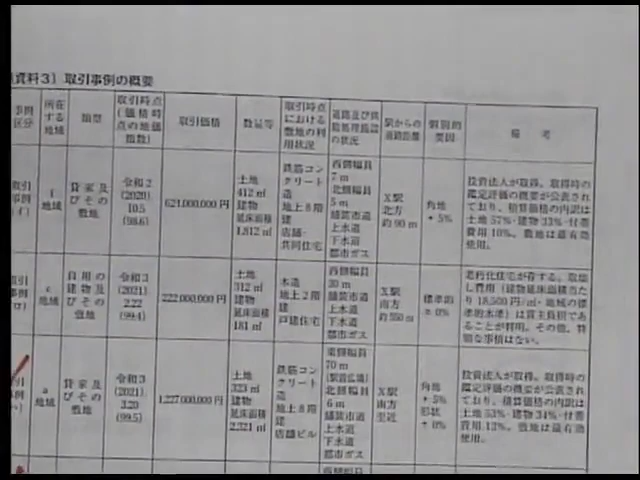 資料3〕取引事例の概要
事例
区分
所在
する
地域
類型
取引時点
(価格時
点の地価
指数)
取引価格
数量等
取引時点
における
敷地の利
用状況
道路及び供
給処理施設
の状況
駅からの
道路距離
個別的
要因
備 考
取引
事例
(イ)
f
地域
貸家及
びその
敷地
令和2
(2020)
10.5
(98.6)
621,000,000円
土地
412㎡
建物
延床面積
1,812㎡
鉄筋コン
クリート
造
地上8階
建
店舗・
共同住宅
西側幅員
7m
北側幅員
5m
舗装市道
上水道
下水道
都市ガス
X駅
北方
約90m
角地
+5%
投資法人が取得。取得時の
鑑定評価の概要が公表され
ており、積算価格の内訳は
土地57%・建物33%・付帯
費用10%。敷地は最有効
使用。
取引
事例
ロ)
c
地域
自用の
建物及
びその
敷地
令和3
(2021)
2.22
(99.4)
222,000,000円
土地
312㎡
建物
延床面積
181㎡
木造
地上2階
建
戸建住宅
西側幅員
30m
舗装市道
上水道
下水道
都市ガス
X駅
南方
約550m
標準的
±0%
老朽化住宅が存する。取壊
し費用(建物延床面積当た
り18,500円/㎡・地域の標
準的水準)は買主負担であ
ることが判明。その他、特
別な事情はない。
a
地域
貸家及
びその
敷地
令和3
(2021)
3.20
(99.5)
1,227,000,000円
土地
323㎡
建物
延床面積
2,321㎡
鉄筋コン
クリート
造
地上8階
建
店舗ビル
東側幅員
70m
(駅前広場)
北側幅員
6m
舗装市道
上水道
下水道
都市ガス
X駅
南方
至近
角地
+5%
形状
±0%
投資法人が取得。取得時の
鑑定評価の概要が公表され
ており、積算価格の内訳は
土地53%・建物34%・付帯
費用13%。敷地は最有効
使用。